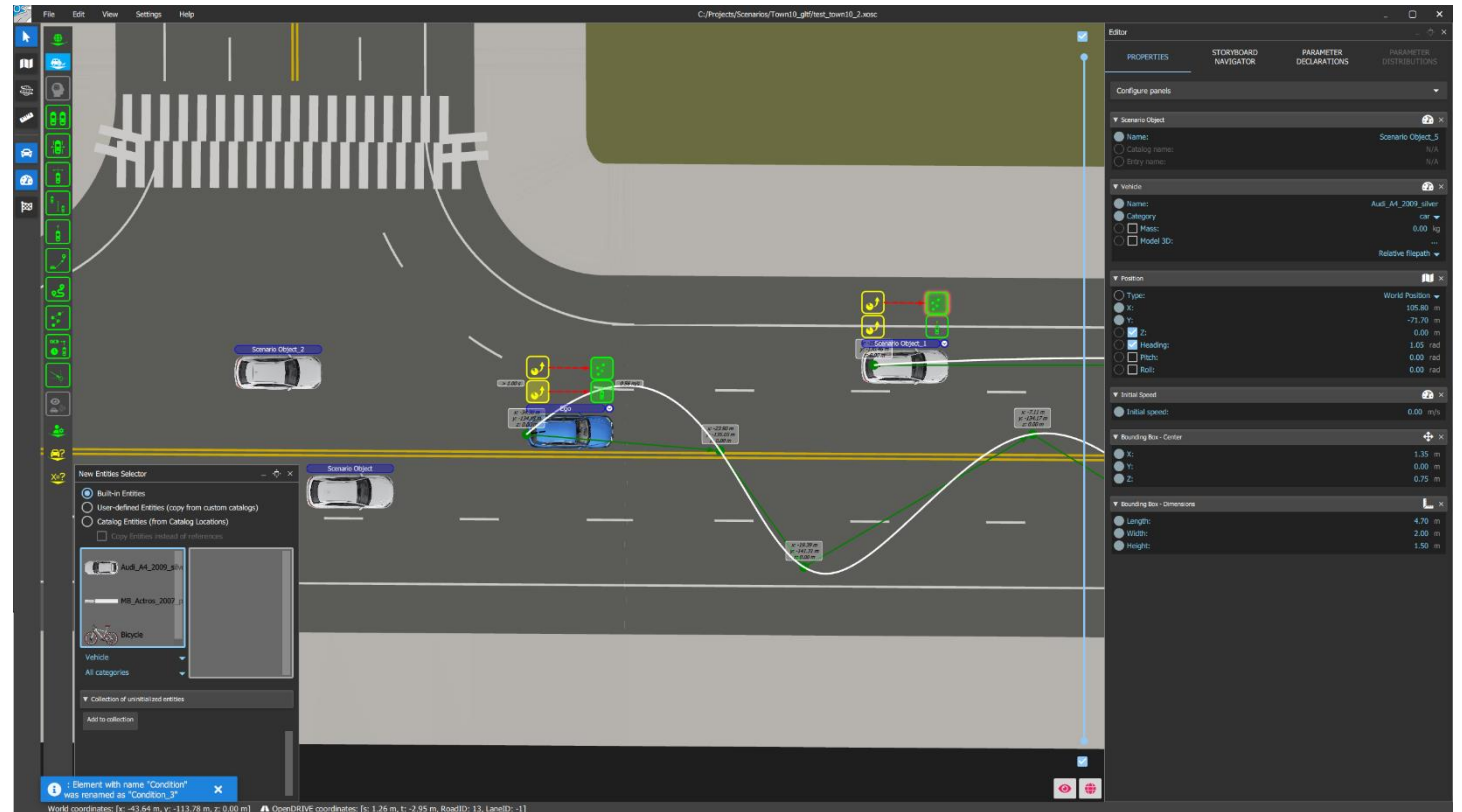 File Edit View Settings Help
C:/Projects/Scenarios/Town10_gltf/test_town10_2.xosc
Scenario Object_2
Scenario Object_1
> 2.00 s
Ego
Scenario Object
x: -7.11 m
y: -134.17 m
z: 0.00 m
New Entities Selector
Built-in Entities
User-defined Entities (copy from custom catalogs)
Catalog Entities (from Catalog Locations)
Copy Entities instead of references
Audi_A4_2009_silv
MB_Actros_2007_p
Bicycle
Vehicle
All categories
Collection of uninitialized entities
Add to collection
: Element with name "Condition"
was renamed as "Condition_3"
World coordinates: [x: -43.64 m, y: -113.78 m, z: 0.00 m] OpenDRIVE coordinates: [s: 1.26 m, t: -2.95 m, RoadID: 13, LaneID: -1]
Editor
PROPERTIES
STORYBOARD
NAVIGATOR
PARAMETER
DECLARATIONS
PARAMETER
DISTRIBUTIONS
Configure panels
Scenario Object
Name: Scenario Object_5
Catalog name: N/A
Entry name: N/A
Vehicle
Name: Audi_A4_2009_silver
Category car
Mass: 0.00 kg
Model 3D: ...
Relative filepath
Position
Type: World Position
X: 105.80 m
Y: -71.70 m
Z: 0.00 m
Heading: 1.05 rad
Pitch: 0.00 rad
Roll: 0.00 rad
Initial Speed
Initial speed: 0.00 m/s
Bounding Box - Center
X: 1.35 m
Y: 0.00 m
Z: 0.75 m
Bounding Box - Dimensions
Length: 4.70 m
Width: 2.00 m
Height: 1.50 m